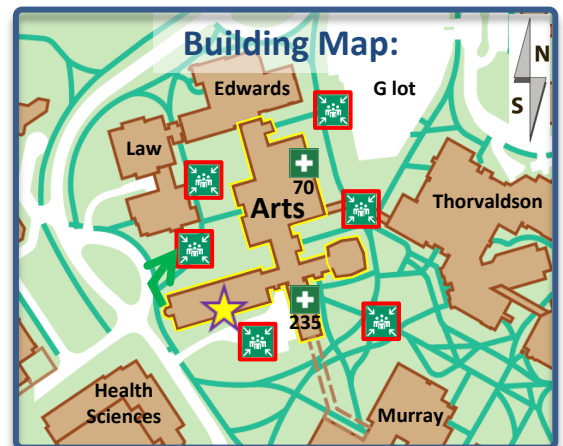 Building Map:
N
S
Edwards
G lot
Law
70
Arts
Thorvaldson
235
Health
Sciences
Murray